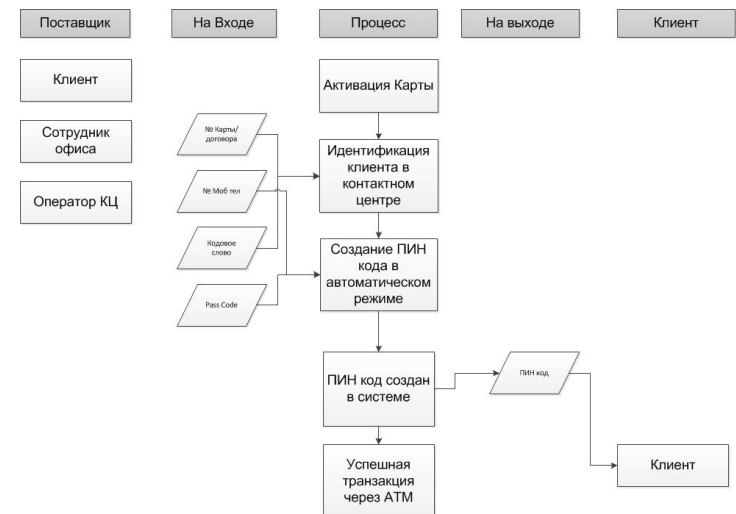 Поставщик
На Входе
Процесс
На выходе
Клиент
Клиент
Сотрудник
офиса
Оператор КЦ
№ Карты/
договора
№ Моб тел
Кодовое
слово
Pass Code
Активация Карты
Идентификация
клиента в
контактном
центре
Создание ПИН
кода в
автоматическом
режиме
ПИН код создан
в системе
Успешная
транзакция
через АТМ
ПИН код
Клиент